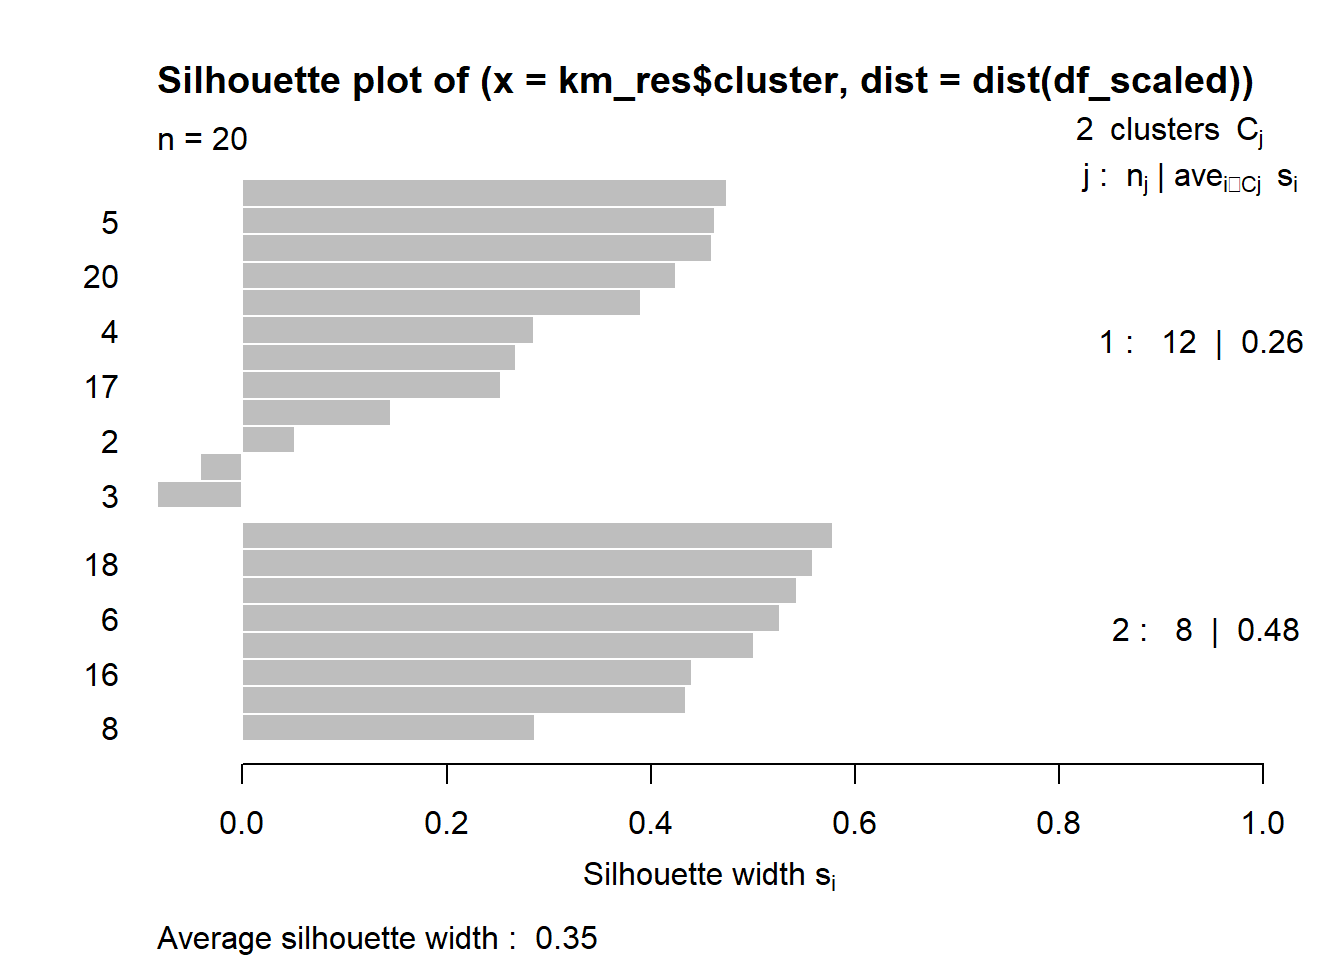 Silhouette plot of (x = km_res$cluster, dist = dist(df_scaled))
n = 20
2 clusters Cj
j : nj | avei□Cj si
5
20
4
1 : 12 | 0.26
17
2
3
18
6
2 : 8 | 0.48
16
8
0.0 0.2 0.4 0.6 0.8 1.0
Silhouette width si
Average silhouette width : 0.35